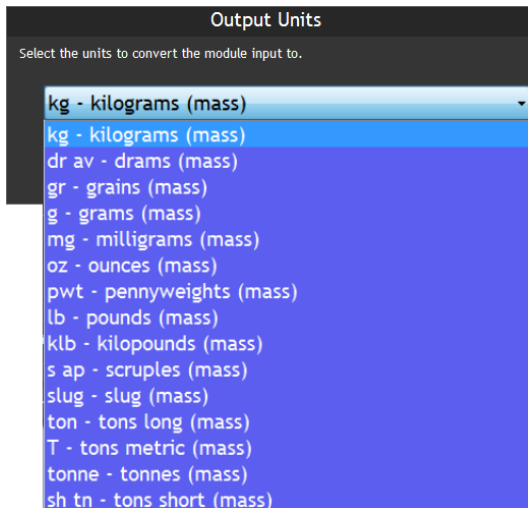 Output Units
Select the units to convert the module input to.
kg - kilograms (mass)
kg - kilograms (mass)
dr av - drams (mass)
gr - grains (mass)
g - grams (mass)
mg - milligrams (mass)
oz - ounces (mass)
pwt - pennyweights (mass)
lb - pounds (mass)
klb - kilopounds (mass)
s ap - scruples (mass)
slug - slug (mass)
ton - tons long (mass)
T - tons metric (mass)
tonne - tonnes (mass)
sh tn - tons short (mass)